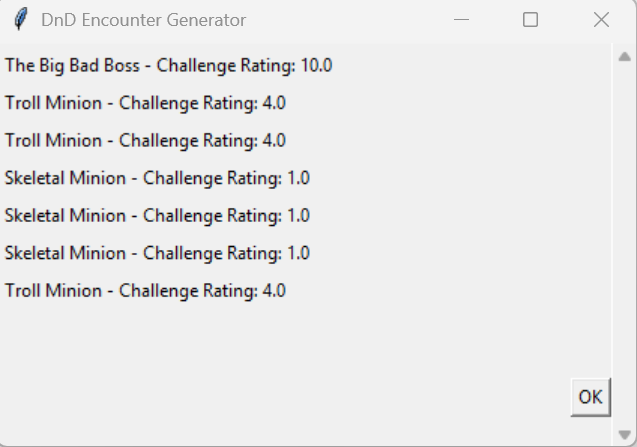 DnD Encounter Generator
The Big Bad Boss - Challenge Rating: 10.0
Troll Minion - Challenge Rating: 4.0
Troll Minion - Challenge Rating: 4.0
Skeletal Minion - Challenge Rating: 1.0
Skeletal Minion - Challenge Rating: 1.0
Skeletal Minion - Challenge Rating: 1.0
Troll Minion - Challenge Rating: 4.0
OK